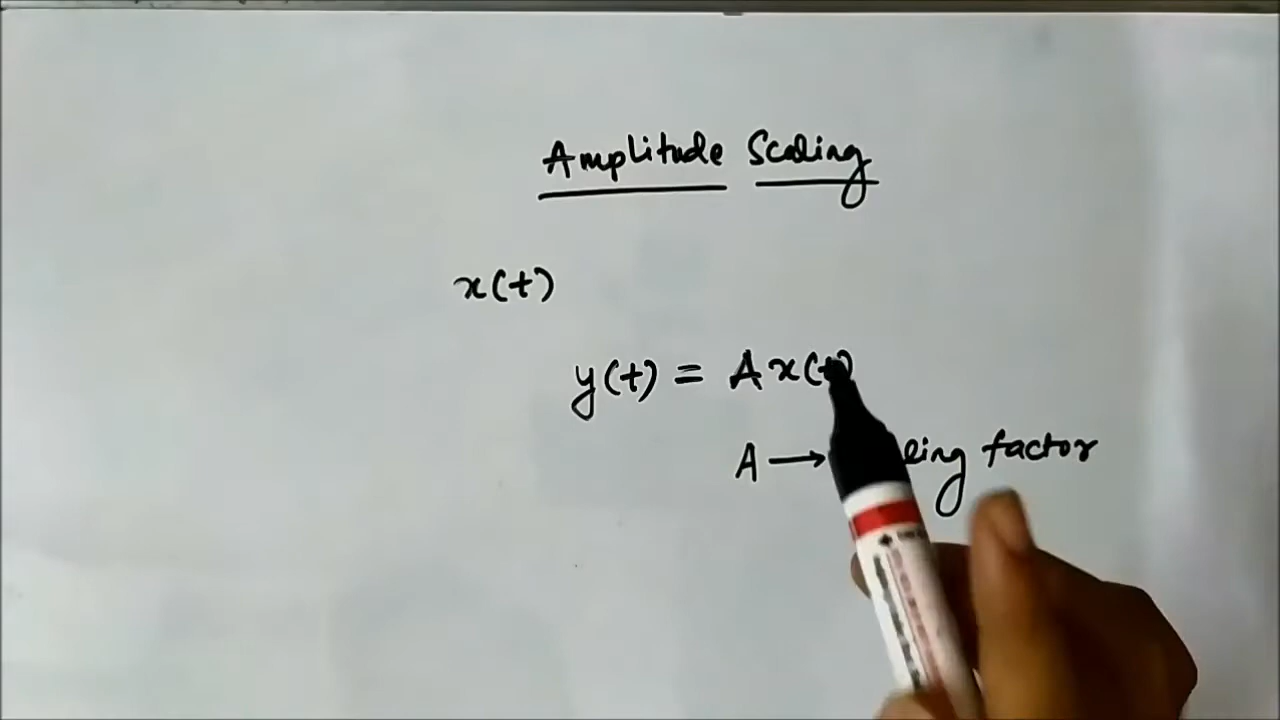 Amplitude Scaling
x(t)
y(t) = A x(t)
A → ling factor